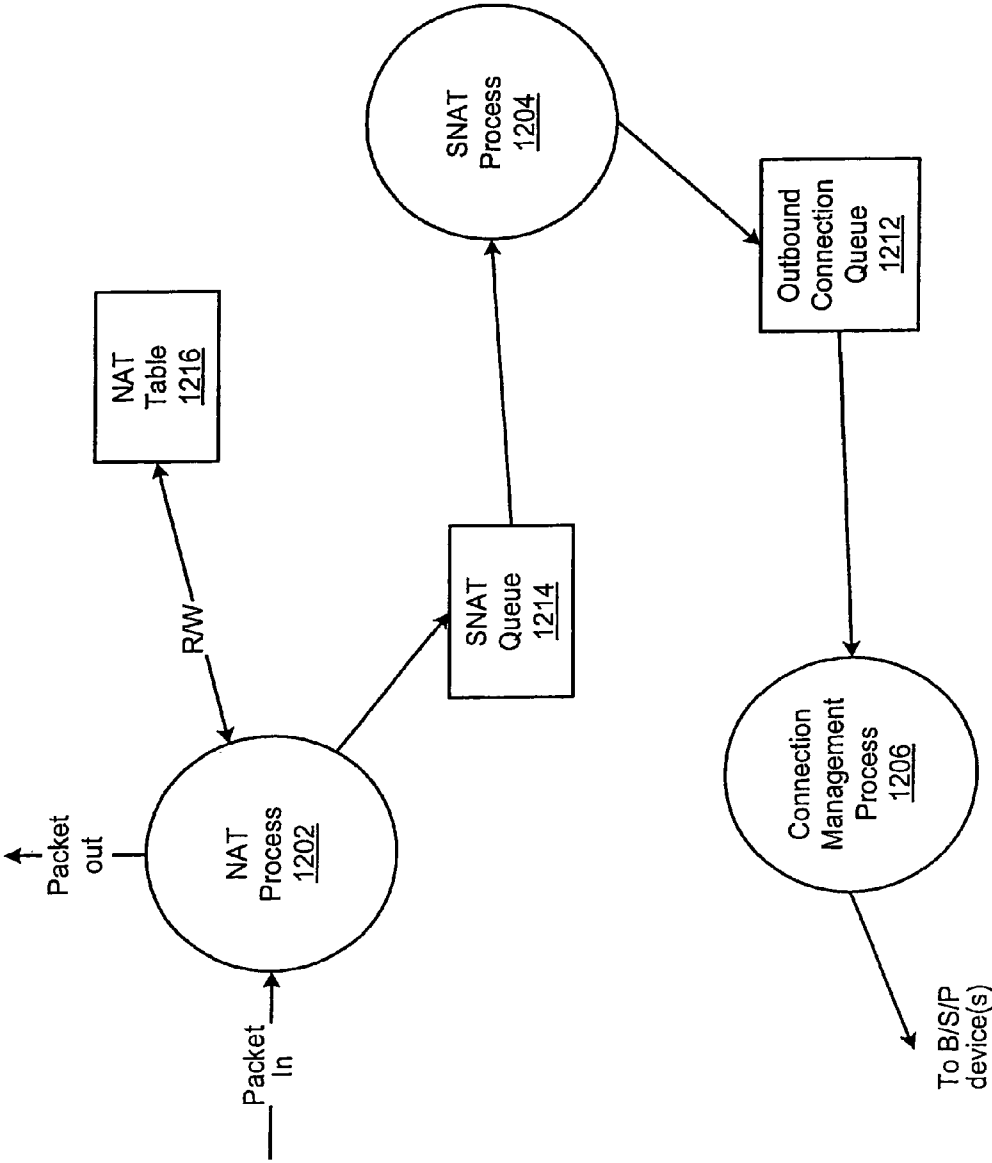 Packet
out
NAT
Process
1202
Packet
In
R/W
NAT
Table
1216
SNAT
Queue
1214
SNAT
Process
1204
Outbound
Connection
Queue
1212
Connection
Management
Process
1206
To B/S/P
device(s)